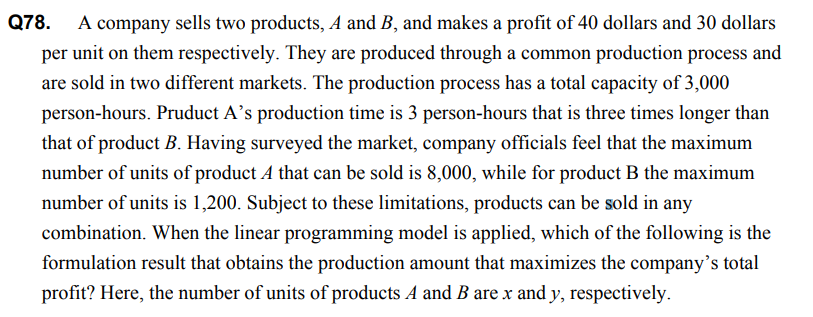 Q78. A company sells two products, A and B, and makes a profit of 40 dollars and 30 dollars
per unit on them respectively. They are produced through a common production process and
are sold in two different markets. The production process has a total capacity of 3,000
person-hours. Pruduct A’s production time is 3 person-hours that is three times longer than
that of product B. Having surveyed the market, company officials feel that the maximum
number of units of product A that can be sold is 8,000, while for product B the maximum
number of units is 1,200. Subject to these limitations, products can be sold in any
combination. When the linear programming model is applied, which of the following is the
formulation result that obtains the production amount that maximizes the company’s total
profit? Here, the number of units of products A and B are x and y, respectively.